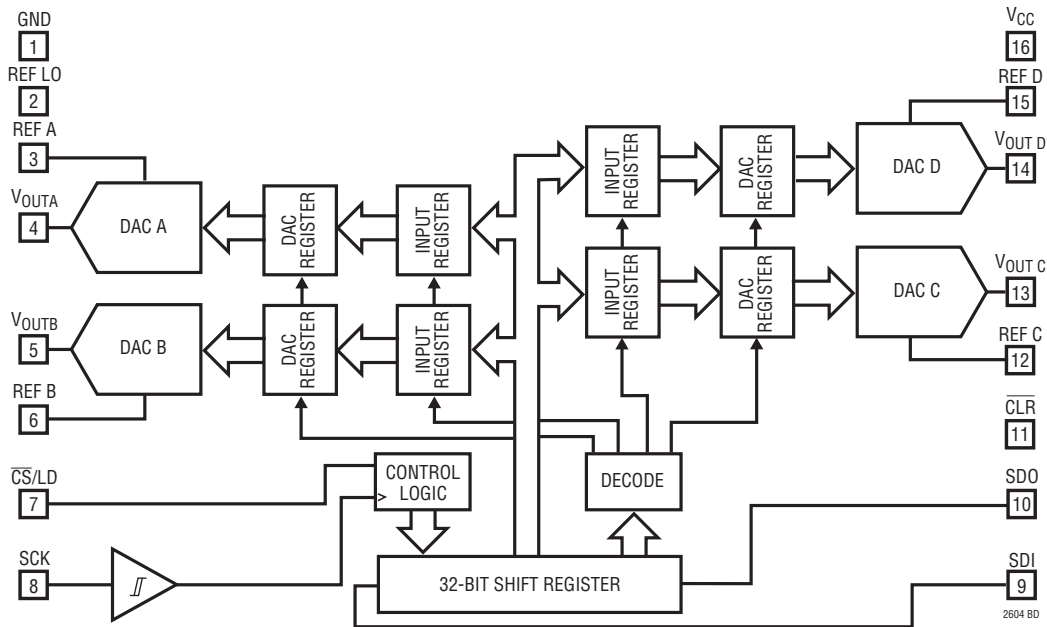 GND
1
REF LO
2
REF A
3
VOUTA
4
VOUTB
5
REF B
6
CS/LD
7
SCK
8
DAC A
DAC B
DAC
REGISTER
INPUT
REGISTER
DAC
REGISTER
INPUT
REGISTER
CONTROL
LOGIC
>
32-BIT SHIFT REGISTER
DECODE
INPUT
REGISTER
DAC
REGISTER
INPUT
REGISTER
DAC
REGISTER
DAC D
DAC C
VCC
16
REF D
15
VOUT D
14
VOUT C
13
REF C
12
CLR
11
SDO
10
SDI
9
2604 BD